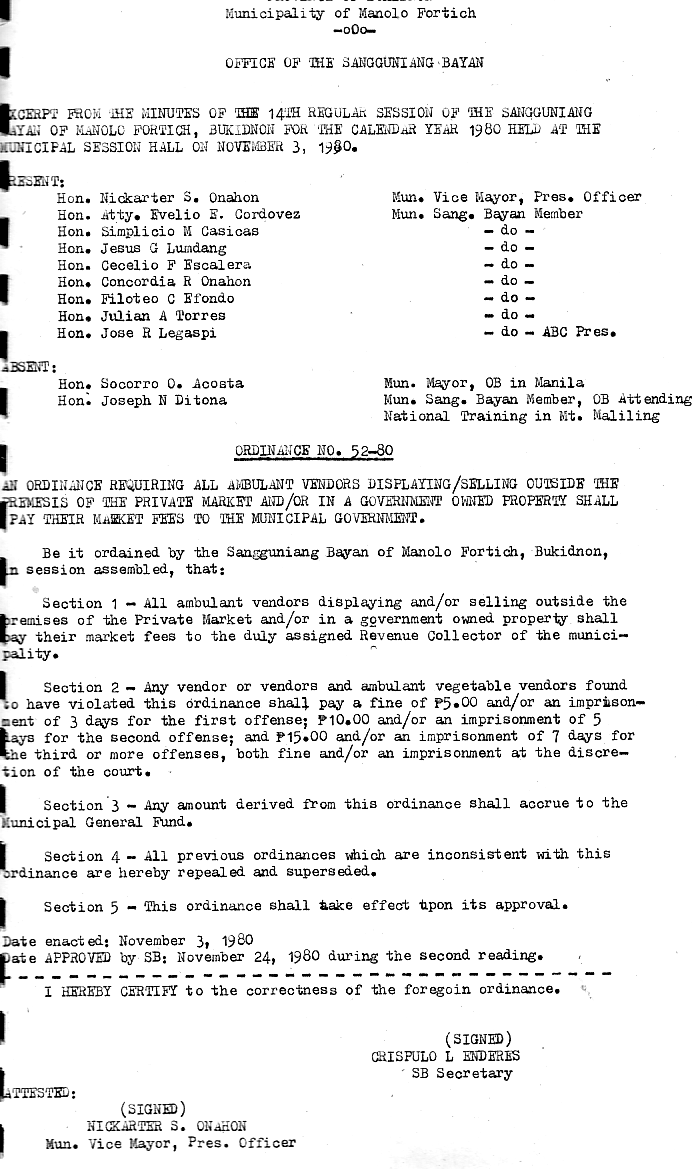 Municipality of Manolo Fortich
-oOo-
OFFICE OF THE SANGGUNIANG BAYAN
EXCERPT FROM THE MINUTES OF THE 14TH REGULAR SESSION OF THE SANGGUNIANG
BAYAN OF MANOLO FORTICH, BUKIDNON FOR THE CALENDAR YEAR 1980 HELD AT THE
MUNICIPAL SESSION HALL ON NOVEMBER 3, 1980.
PRESENT:
Hon. Nickarter S. Onahon Mun. Vice Mayor, Pres. Officer
Hon. Atty. Evelio E. Cordovez Mun. Sang. Bayan Member
Hon. Simplicio M Casicas - do -
Hon. Jesus G Lumdang - do -
Hon. Cecelio F Escalera - do -
Hon. Concordia R Onahon - do -
Hon. Filoteo C Efondo - do -
Hon. Julian A Torres - do -
Hon. Jose R Legaspi - do - ABC Pres.
ABSENT:
Hon. Socorro O. Acosta Mun. Mayor, OB in Manila
Hon. Joseph N Ditona Mun. Sang. Bayan Member, OB Attending
National Training in Mt. Maliling
ORDINANCE NO. 52-80
AN ORDINANCE REQUIRING ALL AMBULANT VENDORS DISPLAYING/SELLING OUTSIDE THE
PREMESIS OF THE PRIVATE MARKET AND/OR IN A GOVERNMENT OWNED PROPERTY SHALL
PAY THEIR MARKET FEES TO THE MUNICIPAL GOVERNMENT.
Be it ordained by the Sangguniang Bayan of Manolo Fortich, Bukidnon,
in session assembled, that:
Section 1 - All ambulant vendors displaying and/or selling outside the
premises of the Private Market and/or in a government owned property shall
pay their market fees to the duly assigned Revenue Collector of the munici-
pality.
Section 2 - Any vendor or vendors and ambulant vegetable vendors found
to have violated this ordinance shall pay a fine of ₱5.00 and/or an imprison-
ment of 3 days for the first offense; ₱10.00 and/or an imprisonment of 5
days for the second offense; and ₱15.00 and/or an imprisonment of 7 days for
the third or more offenses, both fine and/or an imprisonment at the discre-
tion of the court.
Section 3 - Any amount derived from this ordinance shall accrue to the
Municipal General Fund.
Section 4 - All previous ordinances which are inconsistent with this
ordinance are hereby repealed and superseded.
Section 5 - This ordinance shall take effect upon its approval.
Date enacted: November 3, 1980
Date APPROVED by SB: November 24, 1980 during the second reading.
I HEREBY CERTIFY to the correctness of the foregoin ordinance.
(SIGNED)
CRISPULO L ENDERES
SB Secretary
ATTESTED:
(SIGNED)
NICKARTER S. ONAHON
Mun. Vice Mayor, Pres. Officer